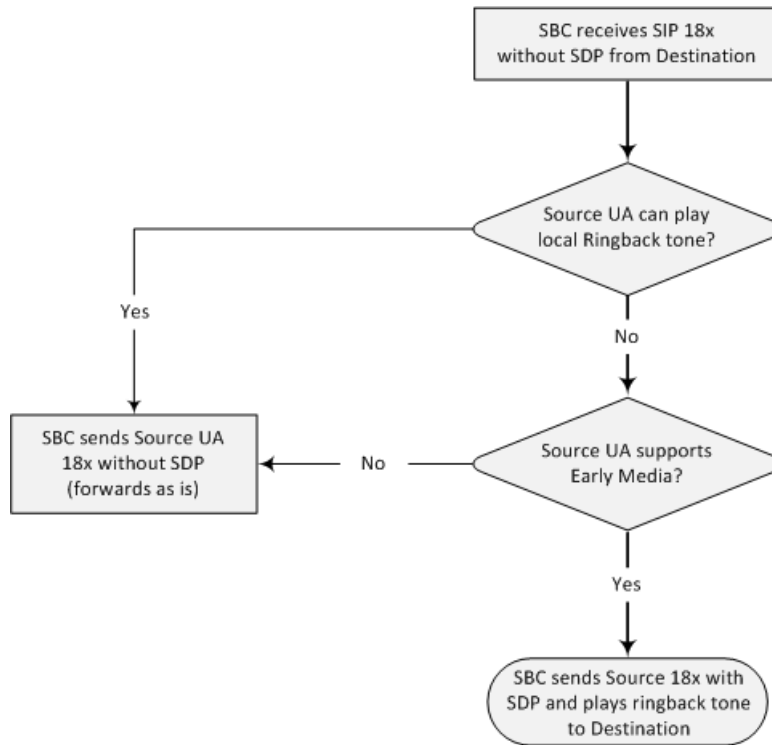 SBC receives SIP 18x
without SDP from Destination
Source UA can play
local Ringback tone?
Yes
No
SBC sends Source UA
18x without SDP
(forwards as is)
No
Source UA supports
Early Media?
Yes
SBC sends Source 18x with
SDP and plays ringback tone
to Destination